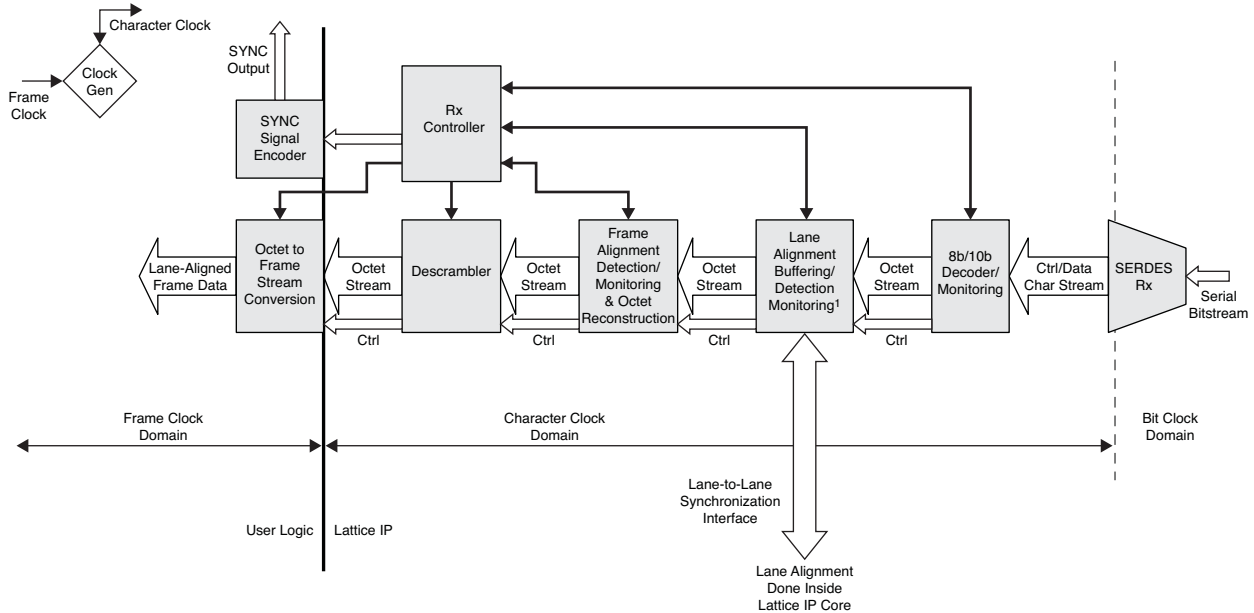 Character Clock
Clock
Gen
Frame
Clock
SYNC
Output
SYNC
Signal
Encoder
Rx
Controller
Lane-Aligned
Frame Data
Octet to
Frame
Stream
Conversion
Octet
Stream
Ctrl
Descrambler
Octet
Stream
Ctrl
Frame
Alignment
Detection/
Monitoring
& Octet
Reconstruction
Octet
Stream
Ctrl
Lane
Alignment
Buffering/
Detection
Monitoring¹
Octet
Stream
Ctrl
8b/10b
Decoder/
Monitoring
Ctrl/Data
Char Stream
SERDES
Rx
Serial
Bitstream
Frame Clock
Domain
Character Clock
Domain
Bit Clock
Domain
Lane-to-Lane
Synchronization
Interface
User Logic
Lattice IP
Lane Alignment
Done Inside
Lattice IP Core